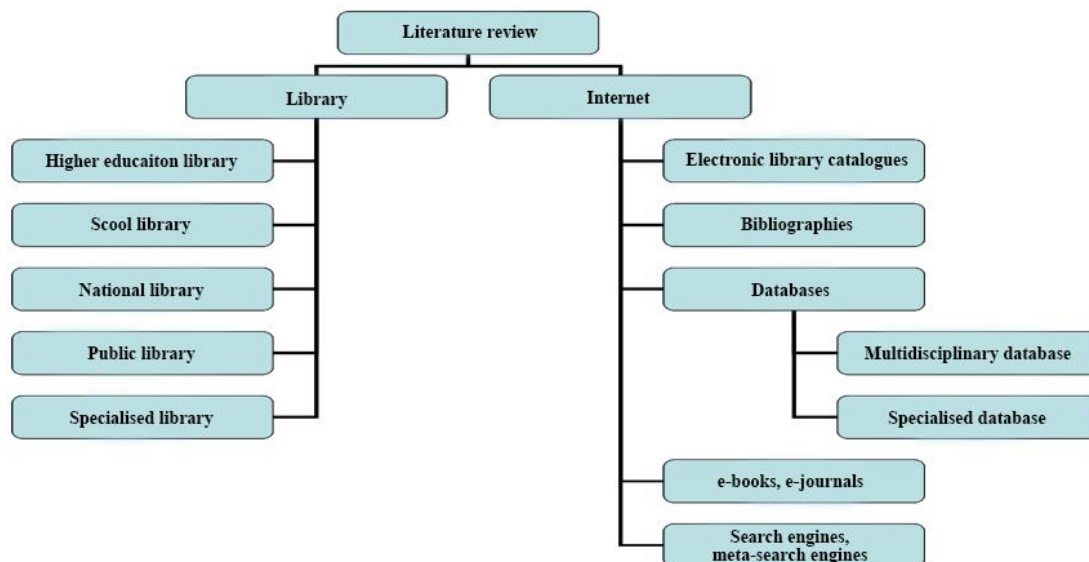 Literature review
Library
Internet
Higher educaiton library
Scool library
National library
Public library
Specialised library
Electronic library catalogues
Bibliographies
Databases
Multidisciplinary database
Specialised database
e-books, e-journals
Search engines,
meta-search engines